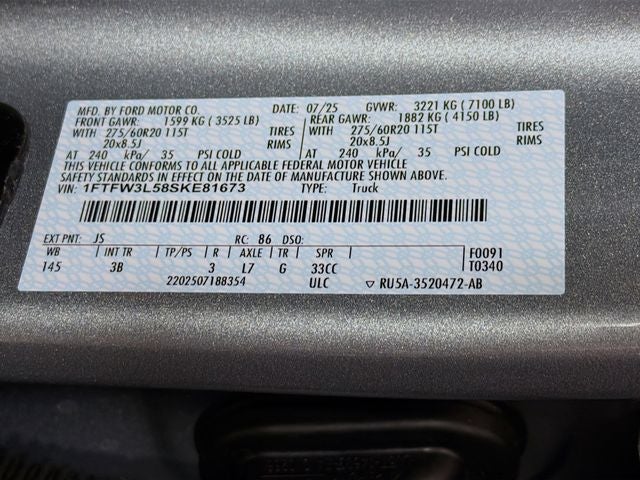 MFD. BY FORD MOTOR CO. DATE: 07/25 GVWR: 3221 KG ( 7100 LB)
FRONT GAWR: 1599 KG ( 3525 LB) REAR GAWR: 1882 KG ( 4150 LB)
WITH 275/60R20 115T TIRES WITH 275/60R20 115T TIRES
20x8.5J RIMS 20x8.5J RIMS
AT 240 kPa/ 35 PSI COLD AT 240 kPa/ 35 PSI COLD
THIS VEHICLE CONFORMS TO ALL APPLICABLE FEDERAL MOTOR VEHICLE
SAFETY STANDARDS IN EFFECT ON THE DATE OF MANUFACTURE SHOWN ABOVE.
VIN: 1FTFW3L58SKE81673 TYPE: Truck
EXT PNT: JS RC: 86 DSO:
WB INT TR TP/PS R AXLE TR SPR F0091
145 3B 3 L7 G 33CC T0340
2202507188354 ULC ▽ RU5A-3520472-AB